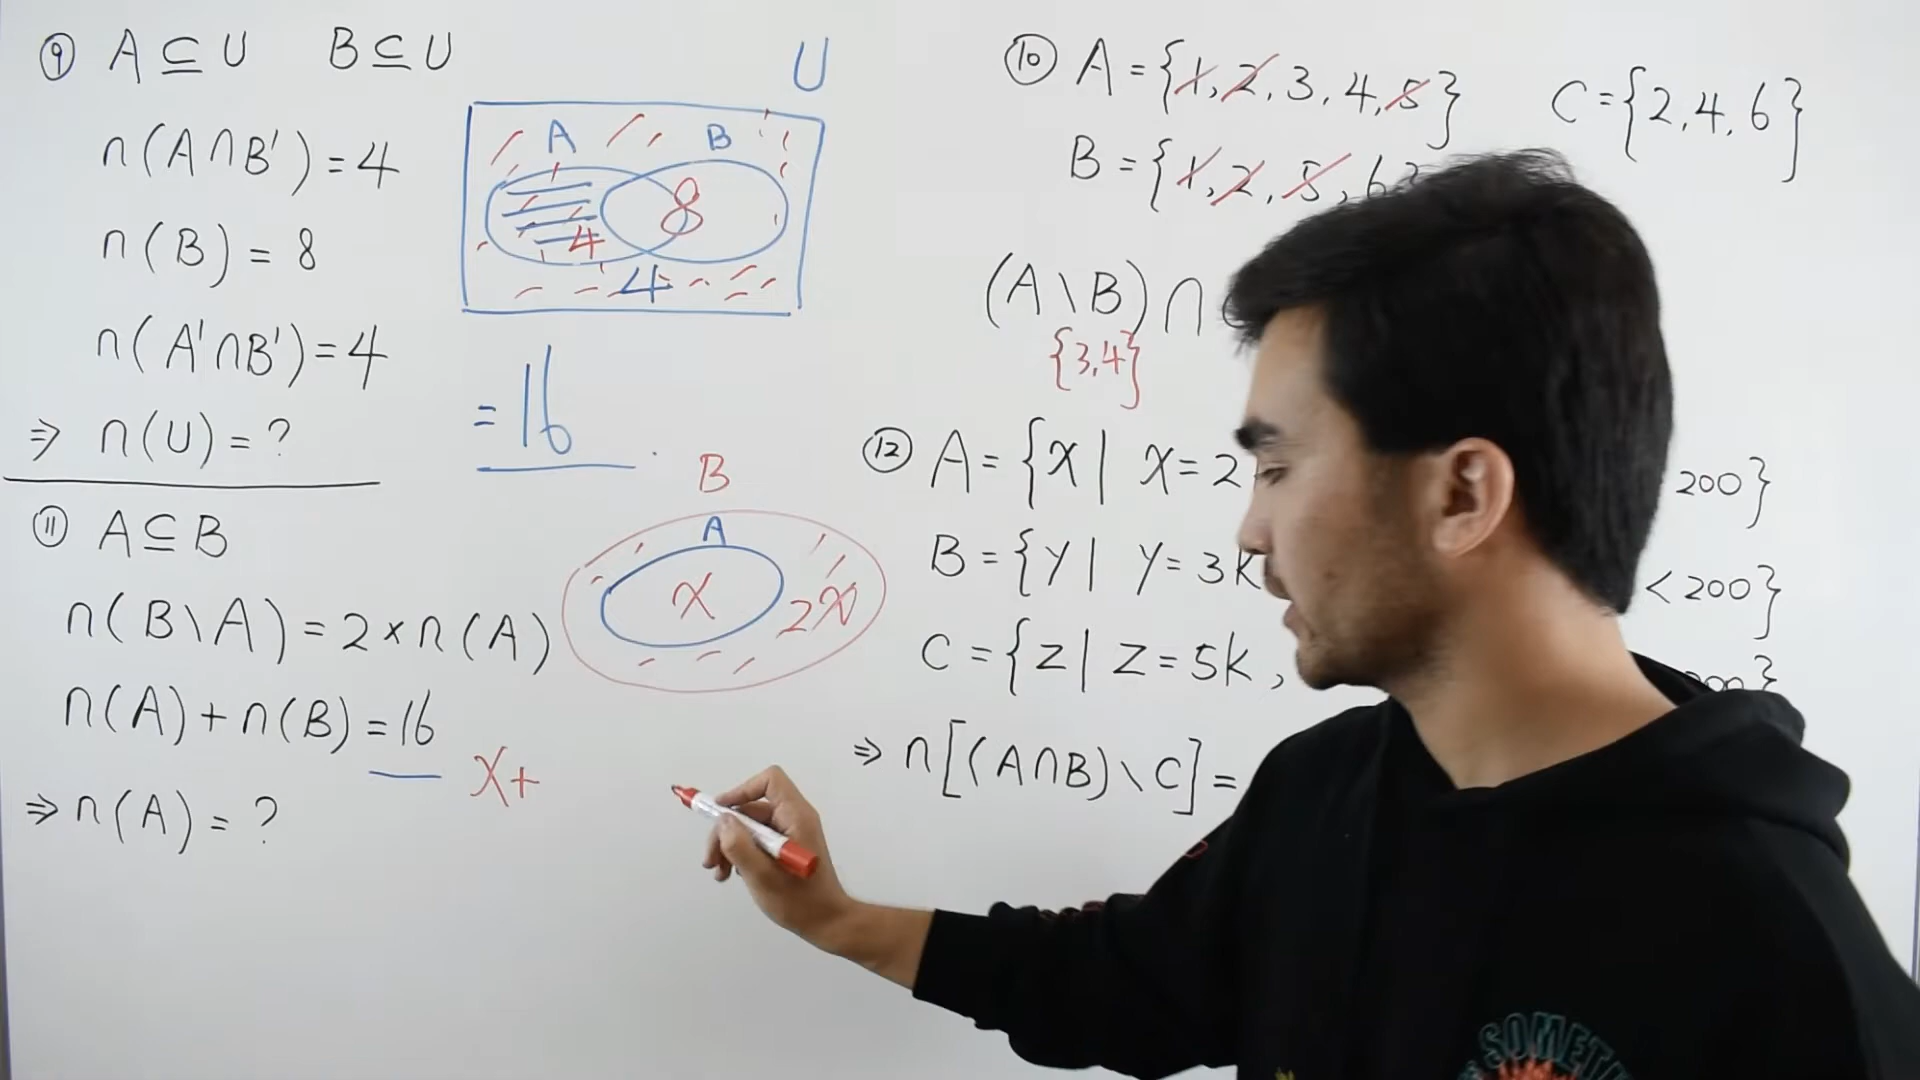 ⑨ A ⊆ U B ⊆ U
n(A∩B') = 4
n(B) = 8
n(A'∩B') = 4
⇒ n(U) = ?
U
A B
4 8
4
= 16
⑪ A ⊆ B
n(B\A) = 2×n(A)
n(A)+n(B) = 16
x+
⇒ n(A) = ?
B
A
x 2x
⑩ A = {1, 2, 3, 4, 5} C = {2, 4, 6}
B = {1, 2, 5, 6}
(A\B) ∩
{3,4}
⑫ A = {x | x = 2 200}
B = {y | y = 3k < 200}
C = {z | z = 5k,
⇒ n[(A∩B)\C] =